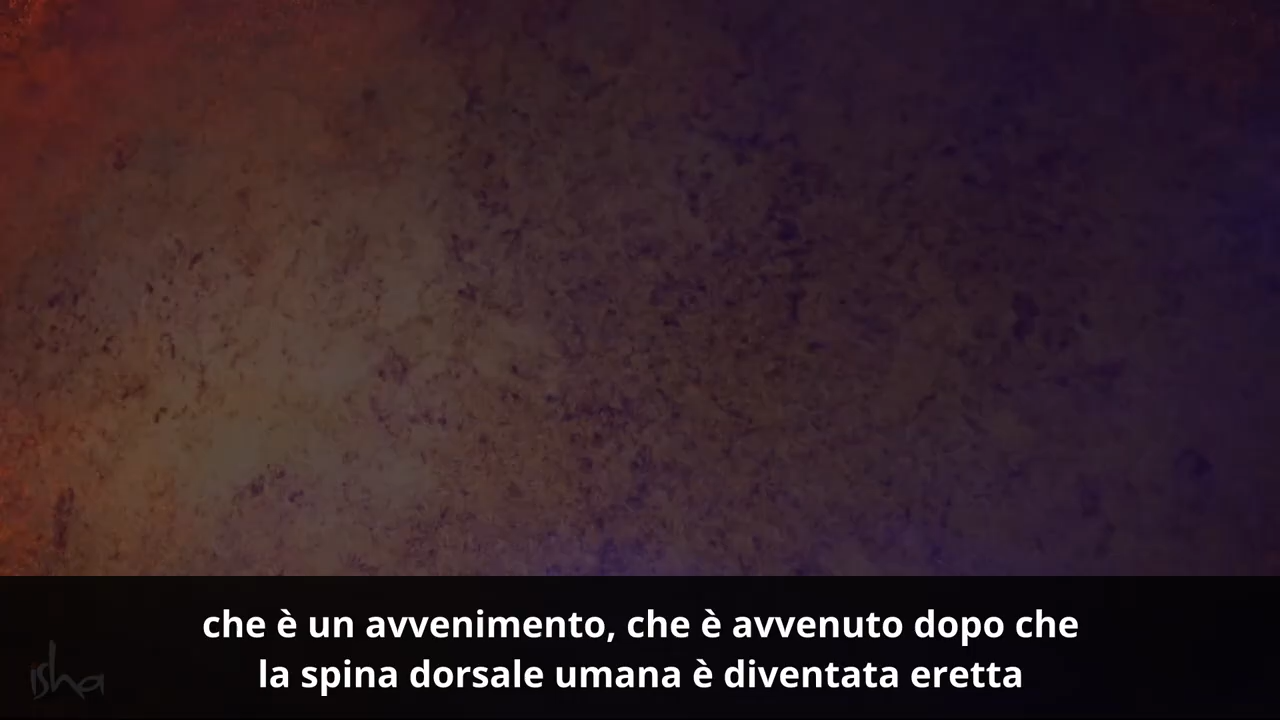 che è un avvenimento, che è avvenuto dopo che
la spina dorsale umana è diventata eretta
isha